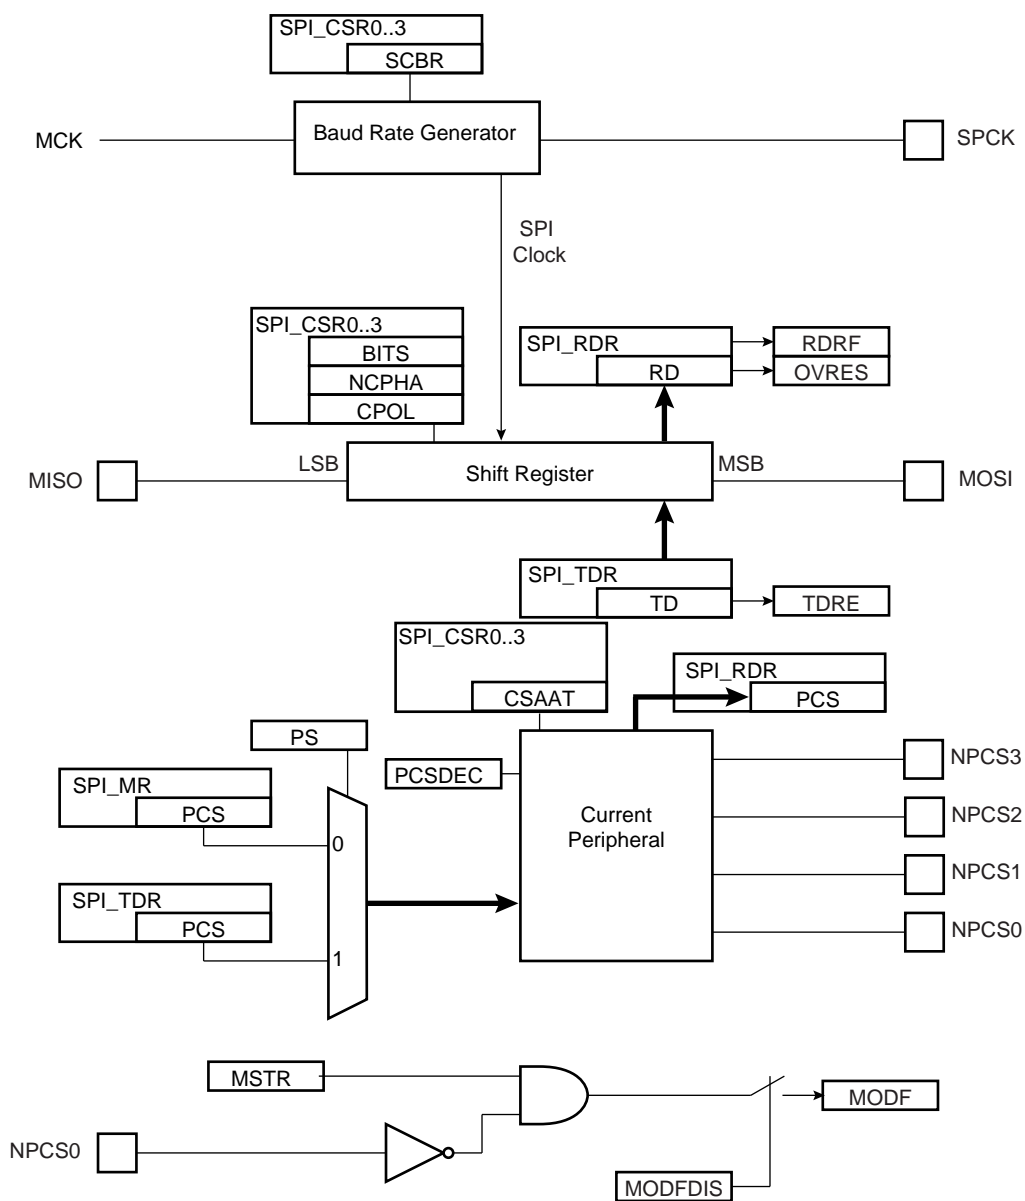 SPI_CSR0..3
SCBR
MCK
Baud Rate Generator
SPCK
SPI
Clock
SPI_CSR0..3
BITS
NCPHA
CPOL
SPI_RDR
RD
RDRF
OVRES
MISO
LSB
Shift Register
MSB
MOSI
SPI_TDR
TD
TDRE
SPI_CSR0..3
CSAAT
SPI_RDR
PCS
PS
PCSDEC
SPI_MR
PCS
0
Current
Peripheral
NPCS3
NPCS2
NPCS1
NPCS0
SPI_TDR
PCS
1
MSTR
MODF
NPCS0
MODFDIS